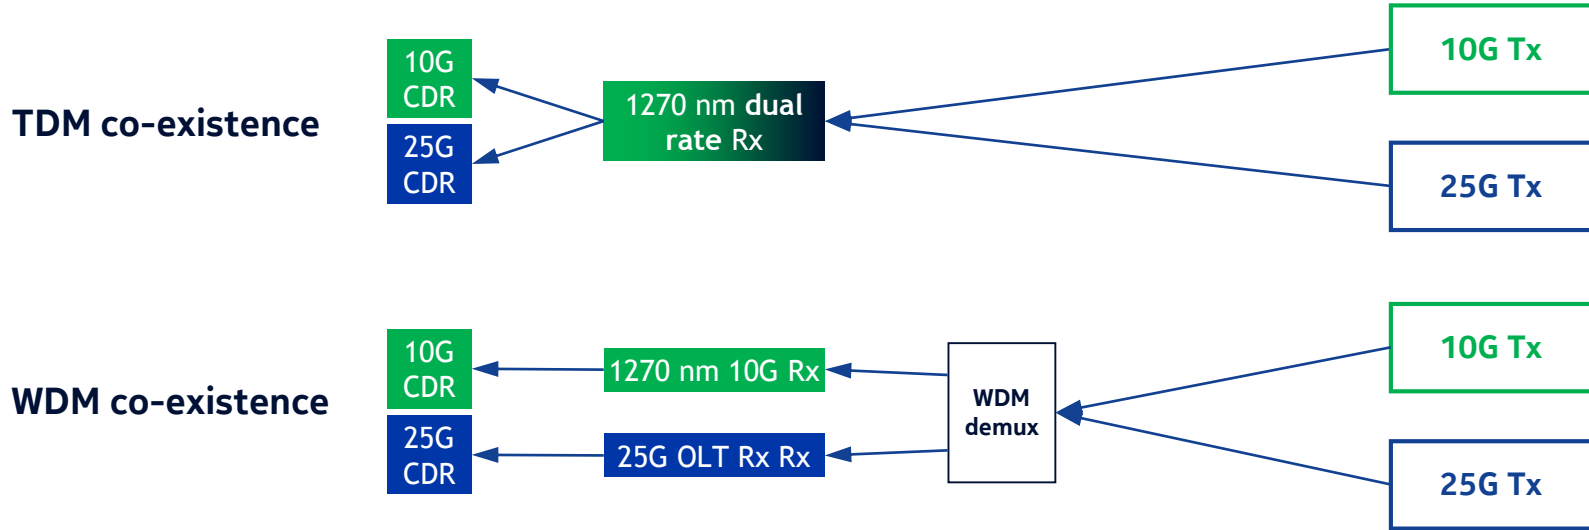 TDM co-existence
10G
CDR
25G
CDR
1270 nm dual
rate Rx
10G Tx
25G Tx
WDM co-existence
10G
CDR
25G
CDR
1270 nm 10G Rx
25G OLT Rx Rx
WDM
demux
10G Tx
25G Tx